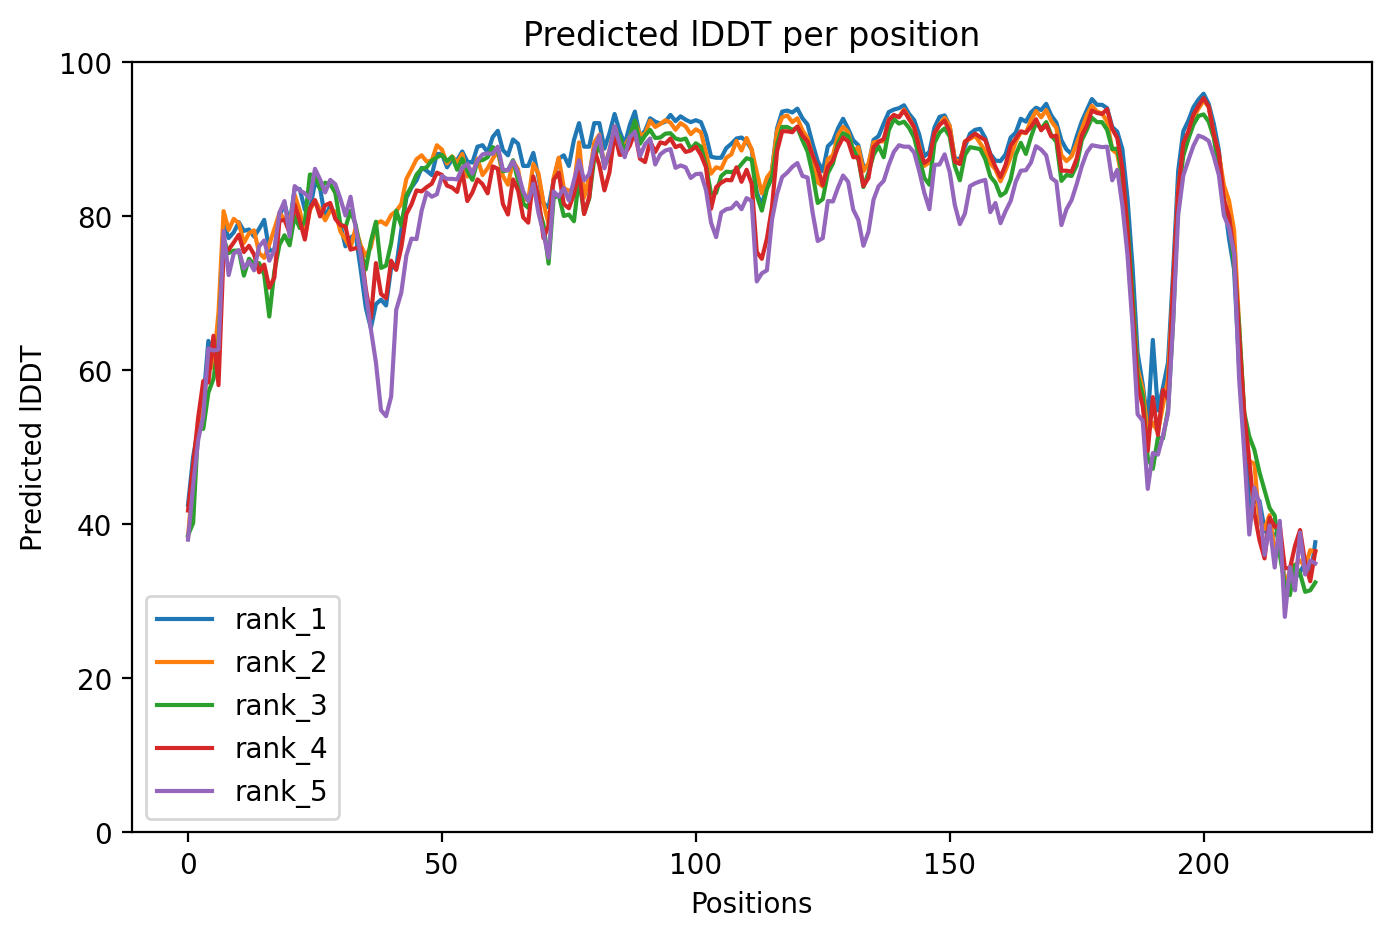 Predicted lDDT per position
100
80
60
40
20
0
Predicted lDDT
rank_1
rank_2
rank_3
rank_4
rank_5
0 50 100 150 200
Positions